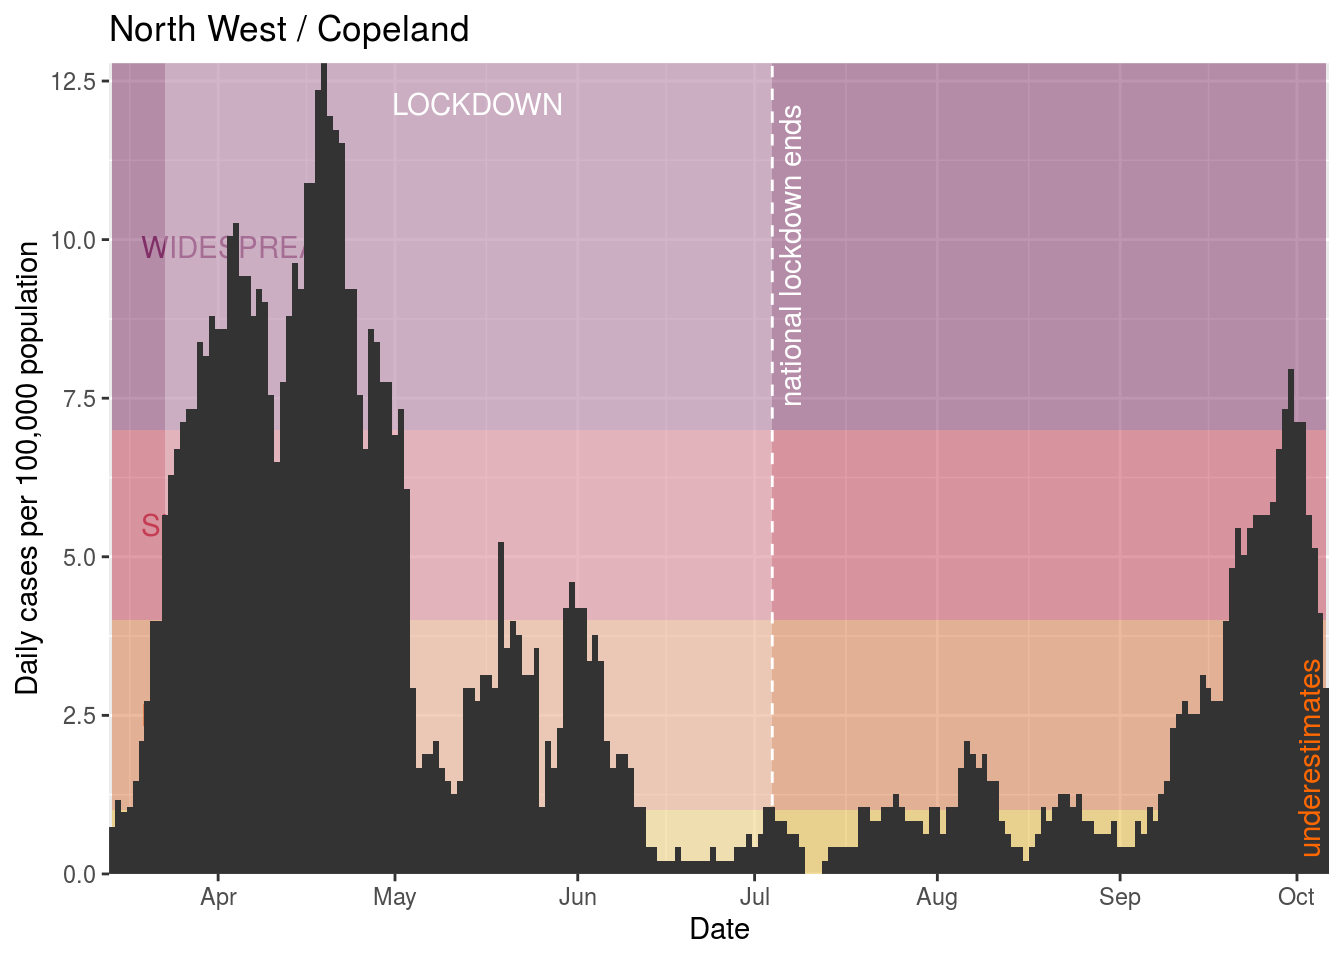 North West / Copeland
Daily cases per 100,000 population
12.5
10.0
7.5
5.0
2.5
0.0
LOCKDOWN
WIDESPREA
S
national lockdown ends
underestimates
Apr
May
Jun
Jul
Aug
Sep
Oct
Date